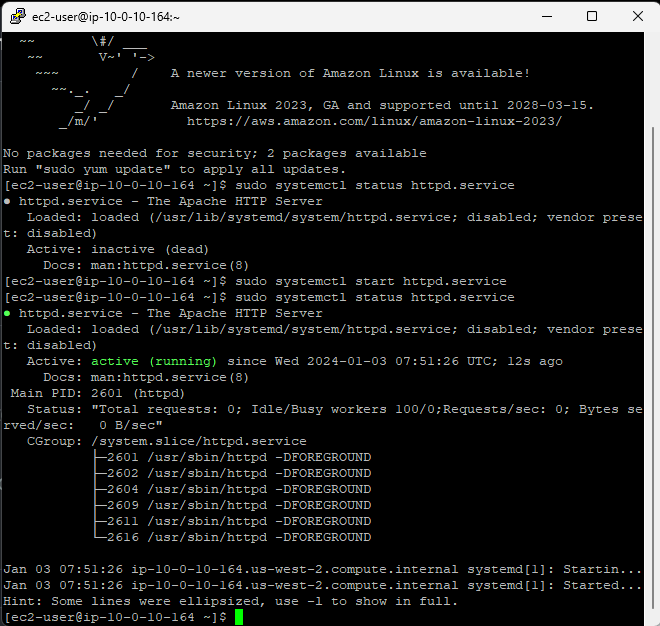 ec2-user@ip-10-0-10-164:~
~~       \#/ ___
~~       V~' '->
~~~         /    A newer version of Amazon Linux is available!
~~._.   _/
_/ _/       Amazon Linux 2023, GA and supported until 2028-03-15.
_/m/'           https://aws.amazon.com/linux/amazon-linux-2023/
No packages needed for security; 2 packages available
Run "sudo yum update" to apply all updates.
[ec2-user@ip-10-0-10-164 ~]$ sudo systemctl status httpd.service
● httpd.service - The Apache HTTP Server
Loaded: loaded (/usr/lib/systemd/system/httpd.service; disabled; vendor prese
t: disabled)
Active: inactive (dead)
Docs: man:httpd.service(8)
[ec2-user@ip-10-0-10-164 ~]$ sudo systemctl start httpd.service
[ec2-user@ip-10-0-10-164 ~]$ sudo systemctl status httpd.service
● httpd.service - The Apache HTTP Server
Loaded: loaded (/usr/lib/systemd/system/httpd.service; disabled; vendor prese
t: disabled)
Active: active (running) since Wed 2024-01-03 07:51:26 UTC; 12s ago
Docs: man:httpd.service(8)
Main PID: 2601 (httpd)
Status: "Total requests: 0; Idle/Busy workers 100/0;Requests/sec: 0; Bytes se
rved/sec:   0 B/sec"
CGroup: /system.slice/httpd.service
├─2601 /usr/sbin/httpd -DFOREGROUND
├─2602 /usr/sbin/httpd -DFOREGROUND
├─2604 /usr/sbin/httpd -DFOREGROUND
├─2609 /usr/sbin/httpd -DFOREGROUND
├─2611 /usr/sbin/httpd -DFOREGROUND
└─2616 /usr/sbin/httpd -DFOREGROUND
Jan 03 07:51:26 ip-10-0-10-164.us-west-2.compute.internal systemd[1]: Startin...
Jan 03 07:51:26 ip-10-0-10-164.us-west-2.compute.internal systemd[1]: Started...
Hint: Some lines were ellipsized, use -l to show in full.
[ec2-user@ip-10-0-10-164 ~]$